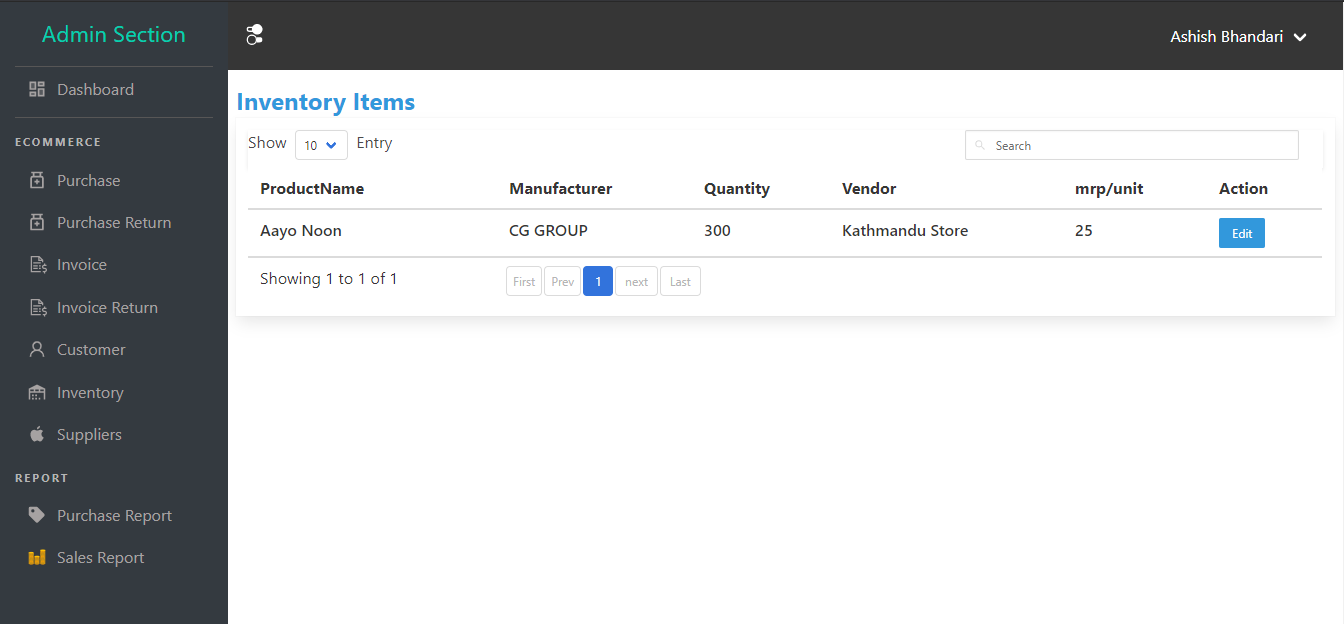 Admin Section
Ashish Bhandari
Dashboard
ECOMMERCE
Purchase
Purchase Return
Invoice
Invoice Return
Customer
Inventory
Suppliers
REPORT
Purchase Report
Sales Report
Inventory Items
Show 10 Entry Search
ProductName Manufacturer Quantity Vendor mrp/unit Action
Aayo Noon CG GROUP 300 Kathmandu Store 25 Edit
Showing 1 to 1 of 1 First Prev 1 next Last